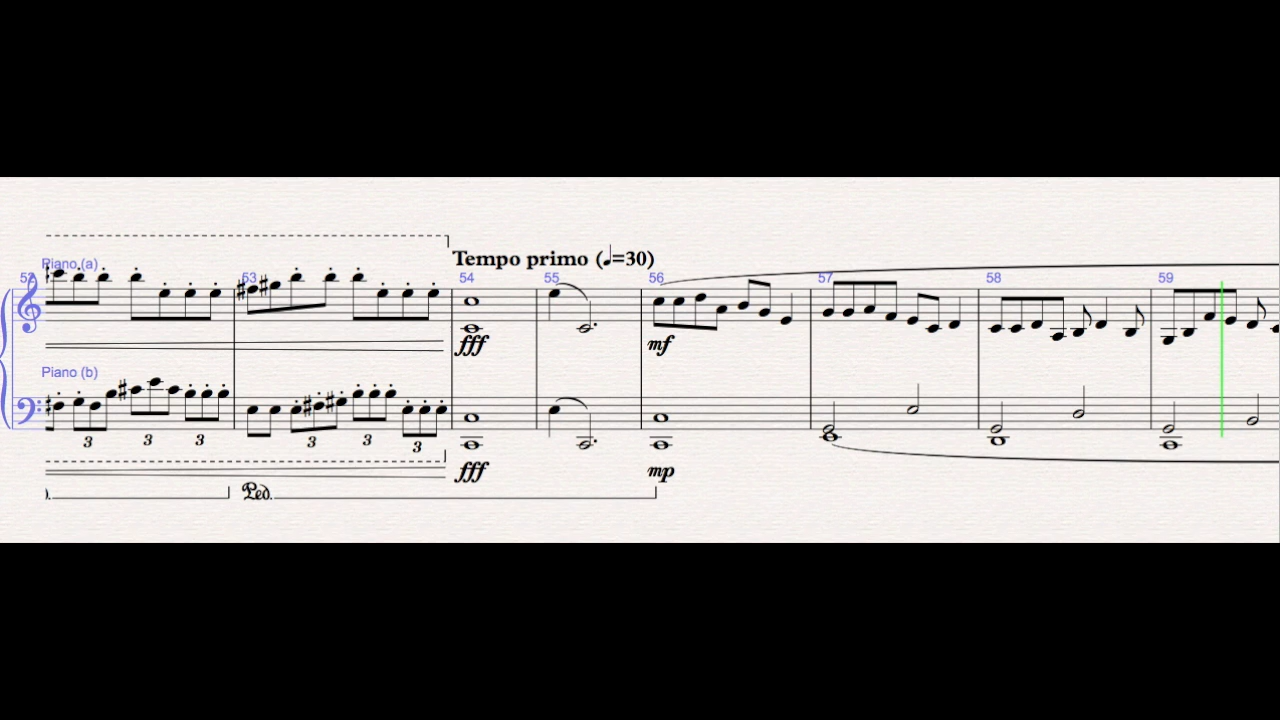 Tempo primo (♩=30)
Piano (a)
52 53 54 55 56 57 58 59
fff mf
Piano (b)
3 3 3 3 3 3
fff mp
Ped.